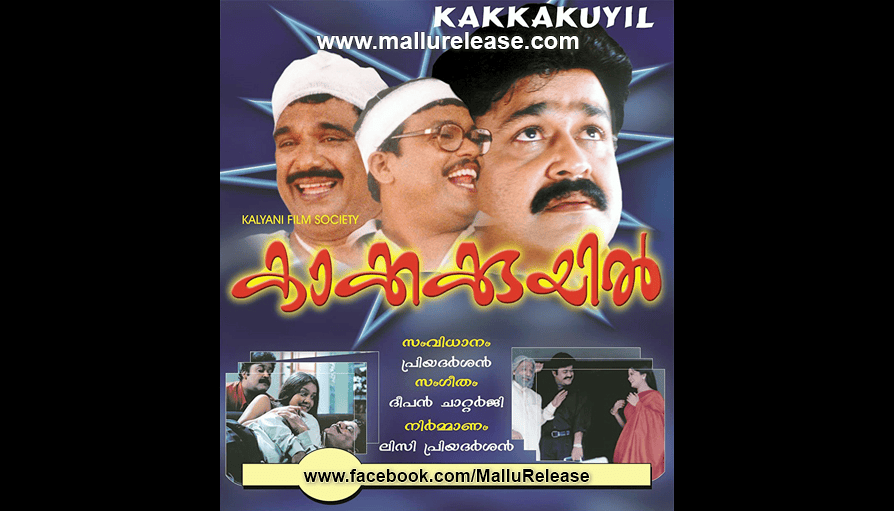 KAKKAKUYIL
www.mallurelease.com
KALYANI FILM SOCIETY
കാക്കക്കുയിൽ
സംവിധാനം
പ്രിയദർശൻ
സംഗീതം
ദീപൻ ചാറ്റർജി
നിർമ്മാണം
ലിസി പ്രിയദർശൻ
www.facebook.com/MalluRelease